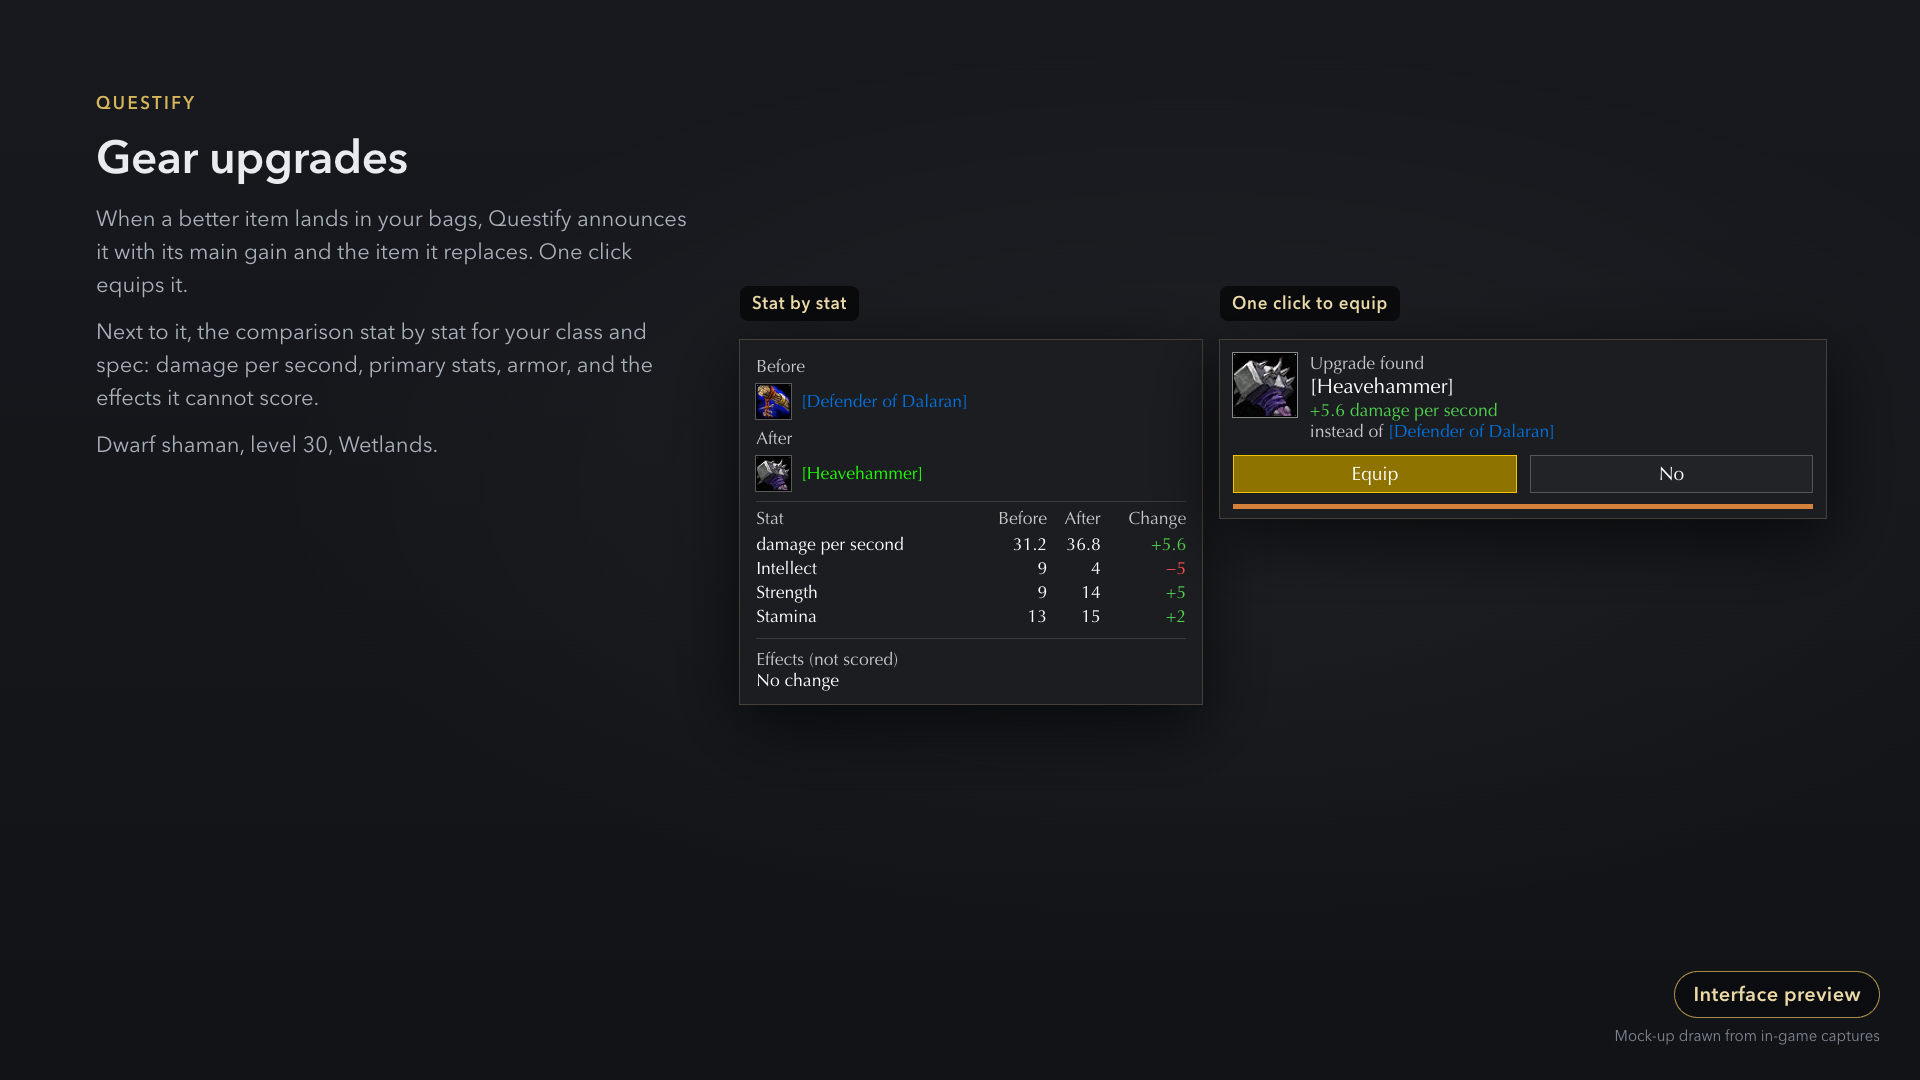 QUESTIFY
Gear upgrades
When a better item lands in your bags, Questify announces
it with its main gain and the item it replaces. One click
equips it.
Next to it, the comparison stat by stat for your class and
spec: damage per second, primary stats, armor, and the
effects it cannot score.
Dwarf shaman, level 30, Wetlands.
Stat by stat
Before
[Defender of Dalaran]
After
[Heavehammer]
Stat Before After Change
damage per second 31.2 36.8 +5.6
Intellect 9 4 −5
Strength 9 14 +5
Stamina 13 15 +2
Effects (not scored)
No change
One click to equip
Upgrade found
[Heavehammer]
+5.6 damage per second
instead of [Defender of Dalaran]
Equip No
Interface preview
Mock-up drawn from in-game captures